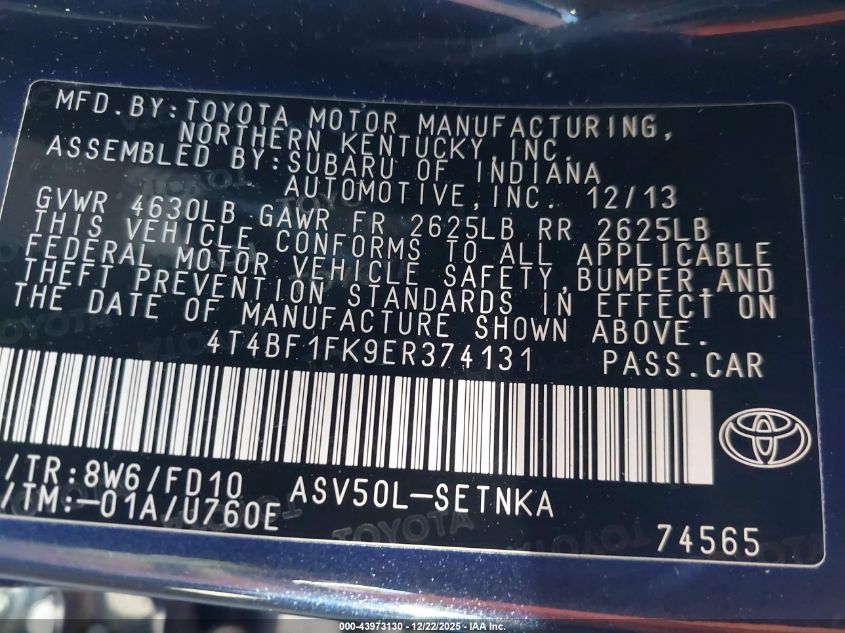 MFD.BY:TOYOTA MOTOR MANUFACTURING,
NORTHERN KENTUCKY,INC.
ASSEMBLED BY:SUBARU OF INDIANA
AUTOMOTIVE,INC. 12/13
GVWR 4630LB GAWR FR 2625LB RR 2625LB
THIS VEHICLE CONFORMS TO ALL APPLICABLE
FEDERAL MOTOR VEHICLE SAFETY,BUMPER,AND
THEFT PREVENTION STANDARDS IN EFFECT ON
THE DATE OF MANUFACTURE SHOWN ABOVE.
4T4BF1FK9ER374131 PASS.CAR
/TR:8W6/FD10 ASV50L-SETNKA
/TM:-01A/U760E
74565
000-43973130 - 12/22/2025 - IAA Inc.